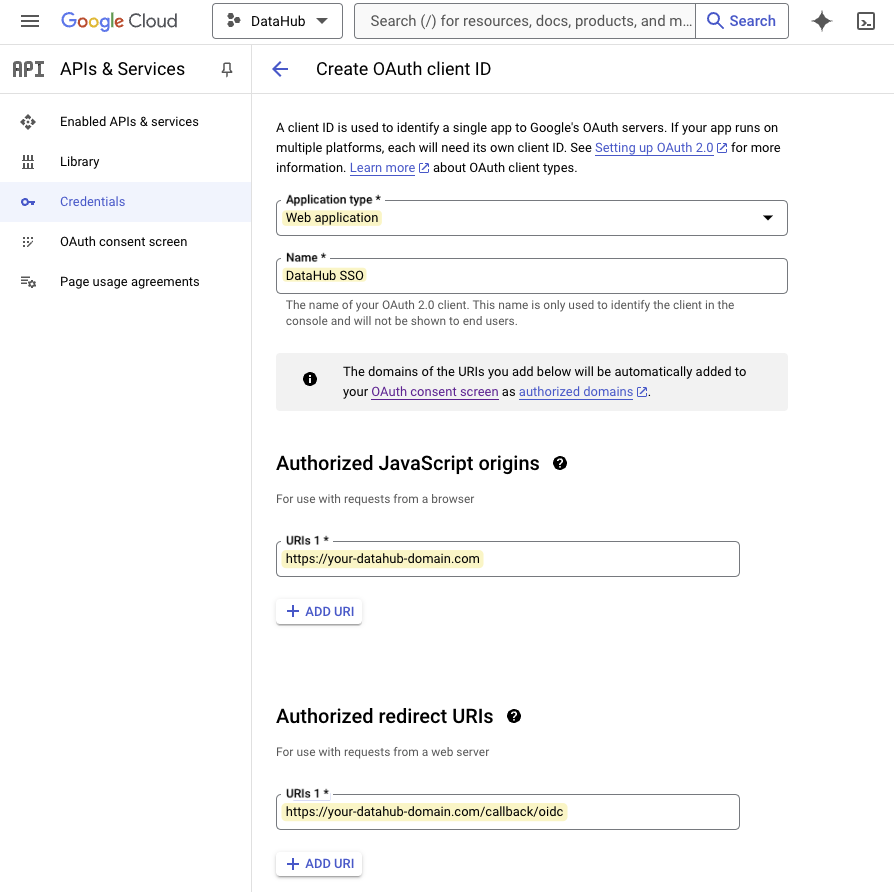 Google Cloud
DataHub
Search (/) for resources, docs, products, and m...
Search
API APIs & Services
Create OAuth client ID
Enabled APIs & services
Library
Credentials
OAuth consent screen
Page usage agreements
A client ID is used to identify a single app to Google's OAuth servers. If your app runs on
multiple platforms, each will need its own client ID. See Setting up OAuth 2.0 for more
information. Learn more about OAuth client types.
Application type *
Web application
Name *
DataHub SSO
The name of your OAuth 2.0 client. This name is only used to identify the client in the
console and will not be shown to end users.
The domains of the URIs you add below will be automatically added to
your OAuth consent screen as authorized domains.
Authorized JavaScript origins
For use with requests from a browser
URIs 1 *
https://your-datahub-domain.com
+ ADD URI
Authorized redirect URIs
For use with requests from a web server
URIs 1 *
https://your-datahub-domain.com/callback/oidc
+ ADD URI